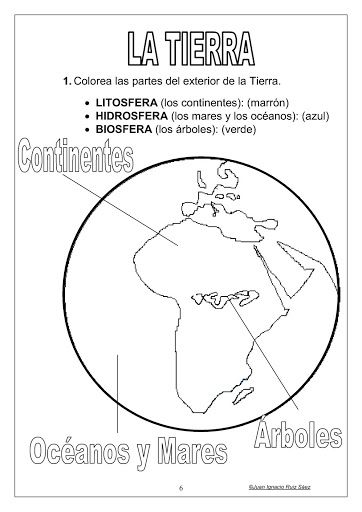 LA TIERRA
1. Colorea las partes del exterior de la Tierra.
• LITOSFERA (los continentes): (marrón)
• HIDROSFERA (los mares y los océanos): (azul)
• BIOSFERA (los árboles): (verde)
Continentes
Árboles
Océanos y Mares
6
©Juan Ignacio Ruiz Sáez